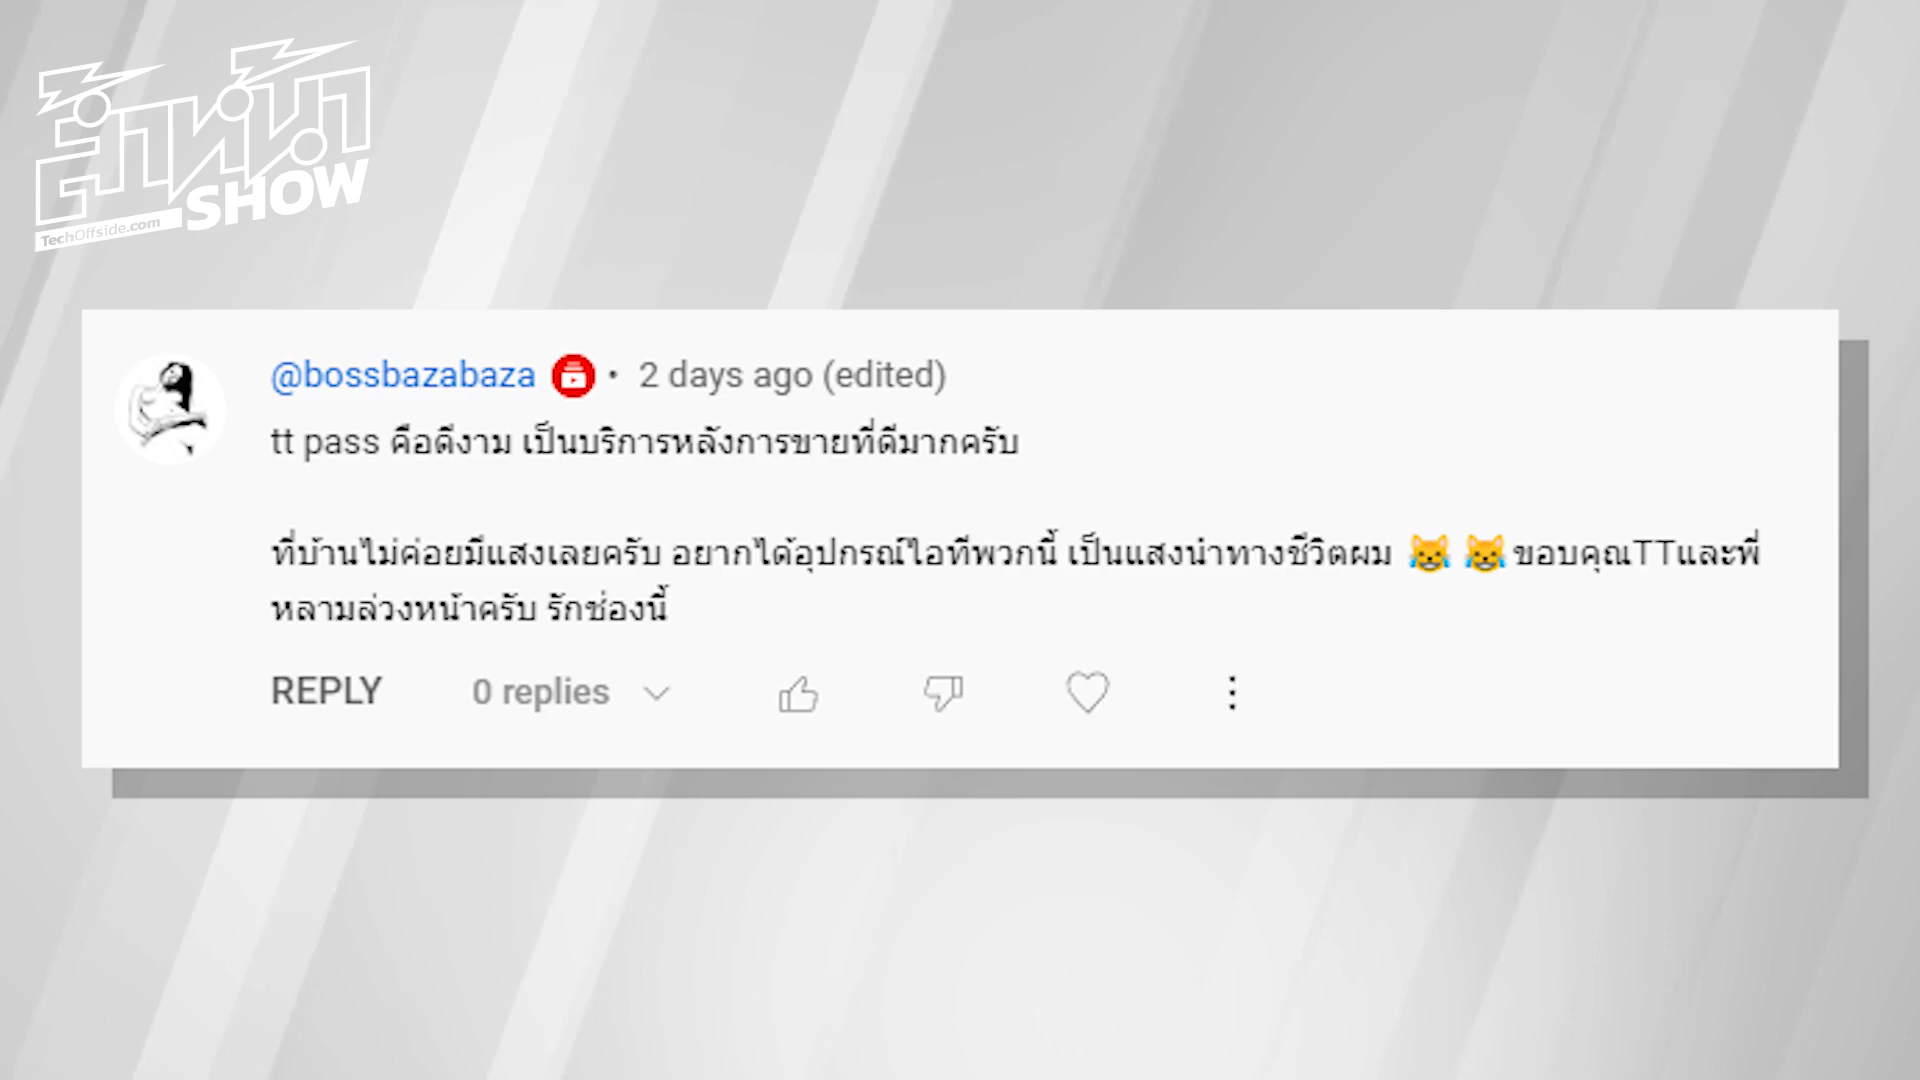 ล้ำหน้า
SHOW
TechOffside.com
@bossbazabaza • 2 days ago (edited)
tt pass คือดีงาม เป็นบริการหลังการขายที่ดีมากครับ
ที่บ้านไม่ค่อยมีแสงเลยครับ อยากได้อุปกรณ์ไอทีพวกนี้ เป็นแสงนำทางชีวิตผม 😹 😹 ขอบคุณTTและพี่
หลามล่วงหน้าครับ รักช่องนี้
REPLY 0 replies